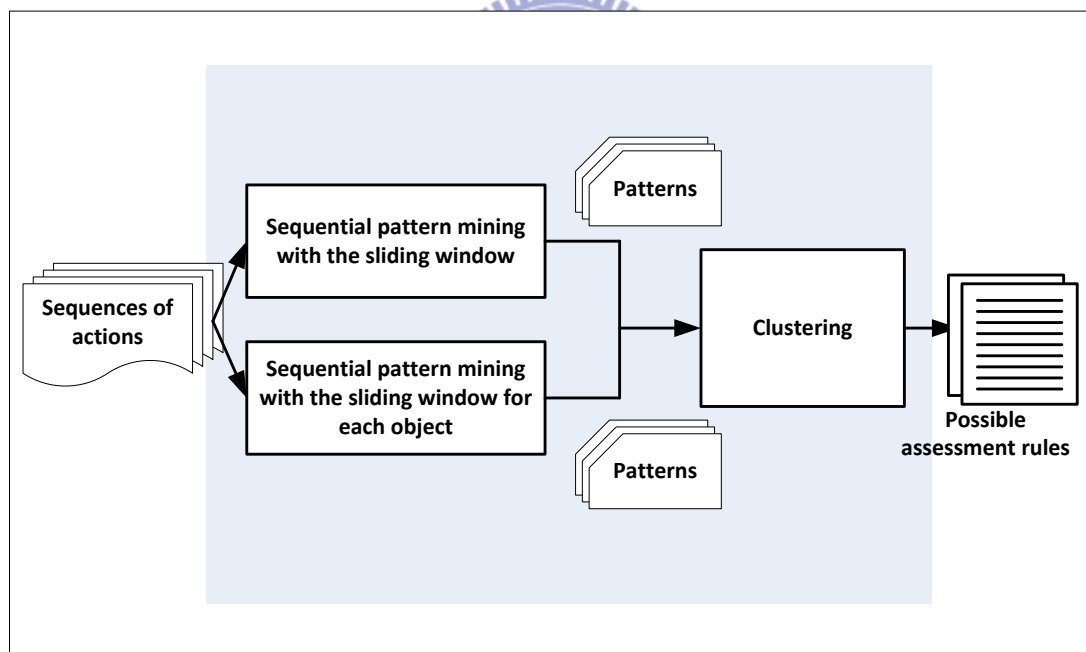 Sequences of
actions
Sequential pattern mining
with the sliding window
Sequential pattern mining
with the sliding window for
each object
Patterns
Patterns
Clustering
Possible
assessment rules